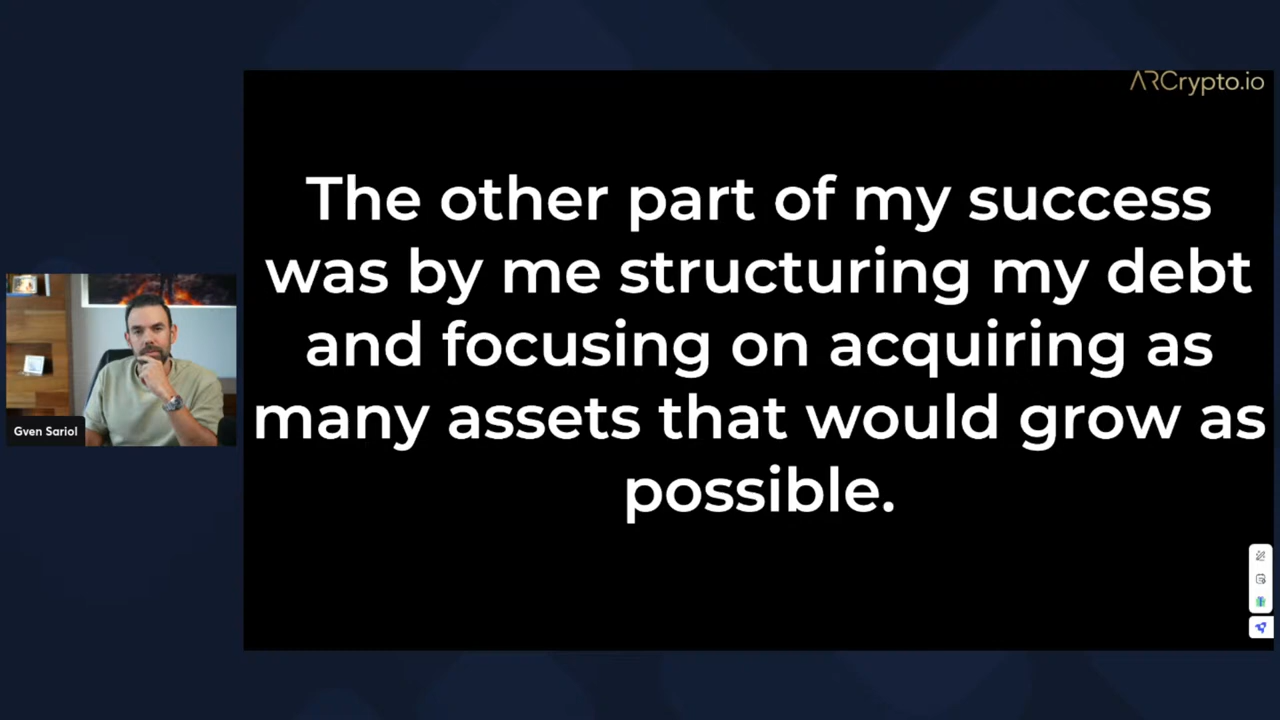 ARCrypto.io
The other part of my success
was by me structuring my debt
and focusing on acquiring as
many assets that would grow as
possible.
Gven Sariol